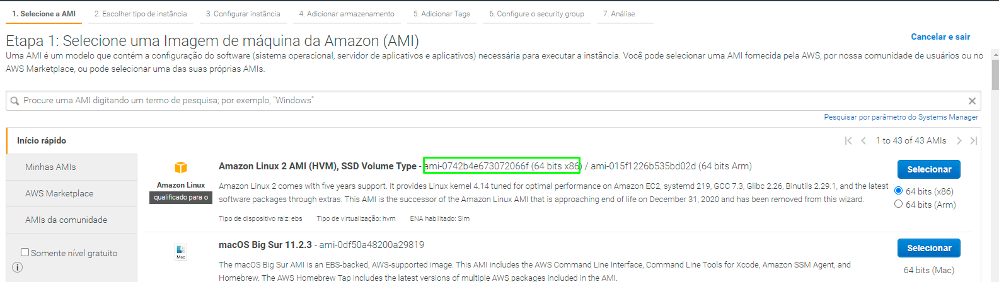 1. Selecione a AMI 2. Escolher tipo de instância 3. Configurar instância 4. Adicionar armazenamento 5. Adicionar Tags 6. Configure o security group 7. Análise
Etapa 1: Selecione uma Imagem de máquina da Amazon (AMI)
Cancelar e sair
Uma AMI é um modelo que contém a configuração do software (sistema operacional, servidor de aplicativos e aplicativos) necessária para executar a instância. Você pode selecionar uma AMI fornecida pela AWS, por nossa comunidade de usuários ou no
AWS Marketplace, ou pode selecionar uma das suas próprias AMIs.
Procure uma AMI digitando um termo de pesquisa; por exemplo, "Windows"
Pesquisar por parâmetro do Systems Manager
Início rápido
1 to 43 of 43 AMIs
Minhas AMIs
AWS Marketplace
AMIs da comunidade
Somente nível gratuito
Amazon Linux
qualificado para o
Amazon Linux 2 AMI (HVM), SSD Volume Type - ami-0742b4e673072066f (64 bits x86) / ami-015f1226b535bd02d (64 bits Arm)
Amazon Linux 2 comes with five years support. It provides Linux kernel 4.14 tuned for optimal performance on Amazon EC2, systemd 219, GCC 7.3, Glibc 2.26, Binutils 2.29.1, and the latest
software packages through extras. This AMI is the successor of the Amazon Linux AMI that is approaching end of life on December 31, 2020 and has been removed from this wizard.
Tipo de dispositivo raiz: ebs Tipo de virtualização: hvm ENA habilitado: Sim
Selecionar
64 bits (x86)
64 bits (Arm)
Mac
macOS Big Sur 11.2.3 - ami-0df50a48200a29819
The macOS Big Sur AMI is an EBS-backed, AWS-supported image. This AMI includes the AWS Command Line Interface, Command Line Tools for Xcode, Amazon SSM Agent, and
Homebrew. The AWS Homebrew Tap includes the latest versions of multiple AWS packages included in the AMI.
Selecionar
64 bits (Mac)